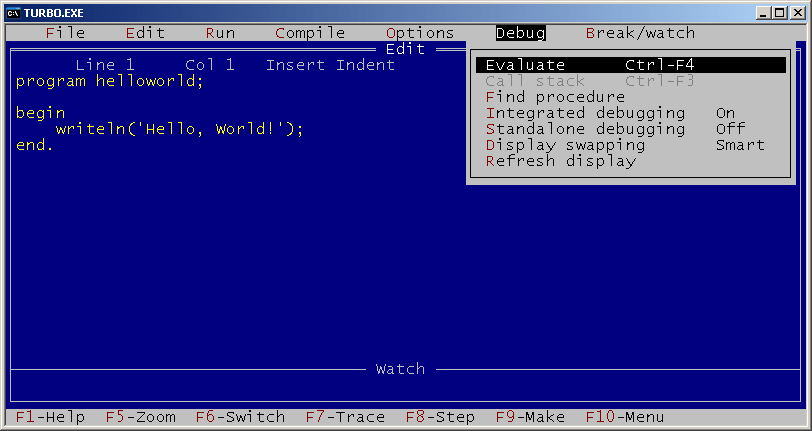 C:\ TURBO.EXE
File Edit Run Compile Options Debug Break/watch
Edit
Line 1 Col 1 Insert Indent
program helloworld;
begin
writeln('Hello, World!');
end.
Evaluate Ctrl-F4
Call stack Ctrl-F3
Find procedure
Integrated debugging On
Standalone debugging Off
Display swapping Smart
Refresh display
Watch
F1-Help F5-Zoom F6-Switch F7-Trace F8-Step F9-Make F10-Menu